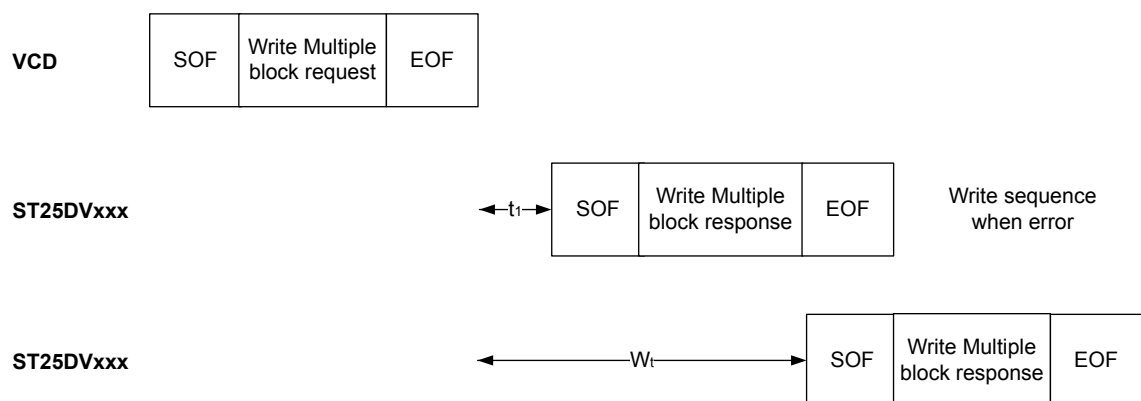 VCD
SOF
Write Multiple
block request
EOF
ST25DVxxx
t1
SOF
Write Multiple
block response
EOF
Write sequence
when error
ST25DVxxx
Wt
SOF
Write Multiple
block response
EOF